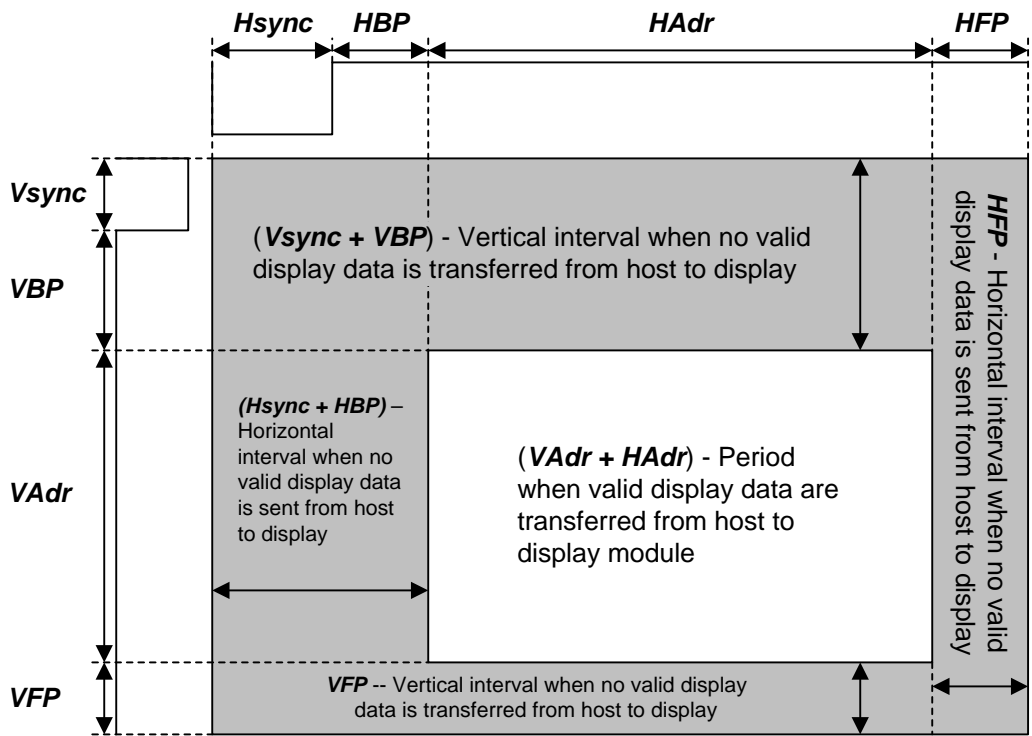 Hsync HBP HAdr HFP
Vsync
VBP
VAdr
VFP
(Vsync + VBP) - Vertical interval when no valid
display data is transferred from host to display
HFP - Horizontal interval when no valid
display data is sent from host to display
(Hsync + HBP) –
Horizontal
interval when no
valid display data
is sent from host
to display
(VAdr + HAdr) - Period
when valid display data are
transferred from host to
display module
VFP -- Vertical interval when no valid display
data is transferred from host to display